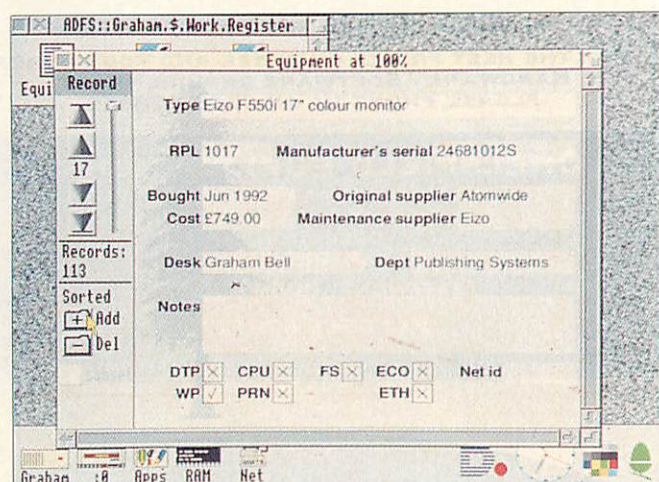 ADFS::Graham.$.Work.Register
Equipment at 100%
Equi
Record
17
Records:
113
Sorted
Add
Del
Type Eizo F550i 17" colour monitor
RPL 1017 Manufacturer's serial 24681012S
Bought Jun 1992 Original supplier Atomwide
Cost £749.00 Maintenance supplier Eizo
Desk Graham Bell Dept Publishing Systems
Notes
DTP CPU FS ECO Net id
WP PRN ETH
Graham :0 Apps RAM Net